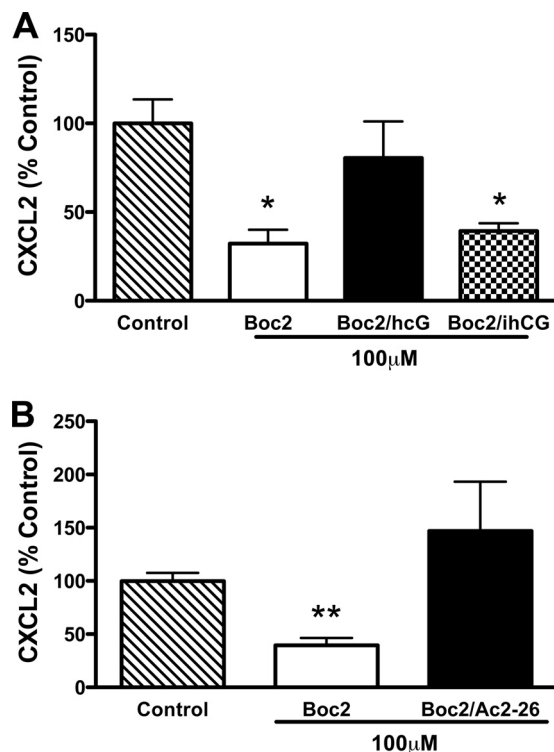 A
CXCL2 (% Control)
150
100
50
0
*
*
Control Boc2 Boc2/hcG Boc2/ihCG
100μM
B
CXCL2 (% Control)
250
200
150
100
50
0
**
Control Boc2 Boc2/Ac2-26
100μM